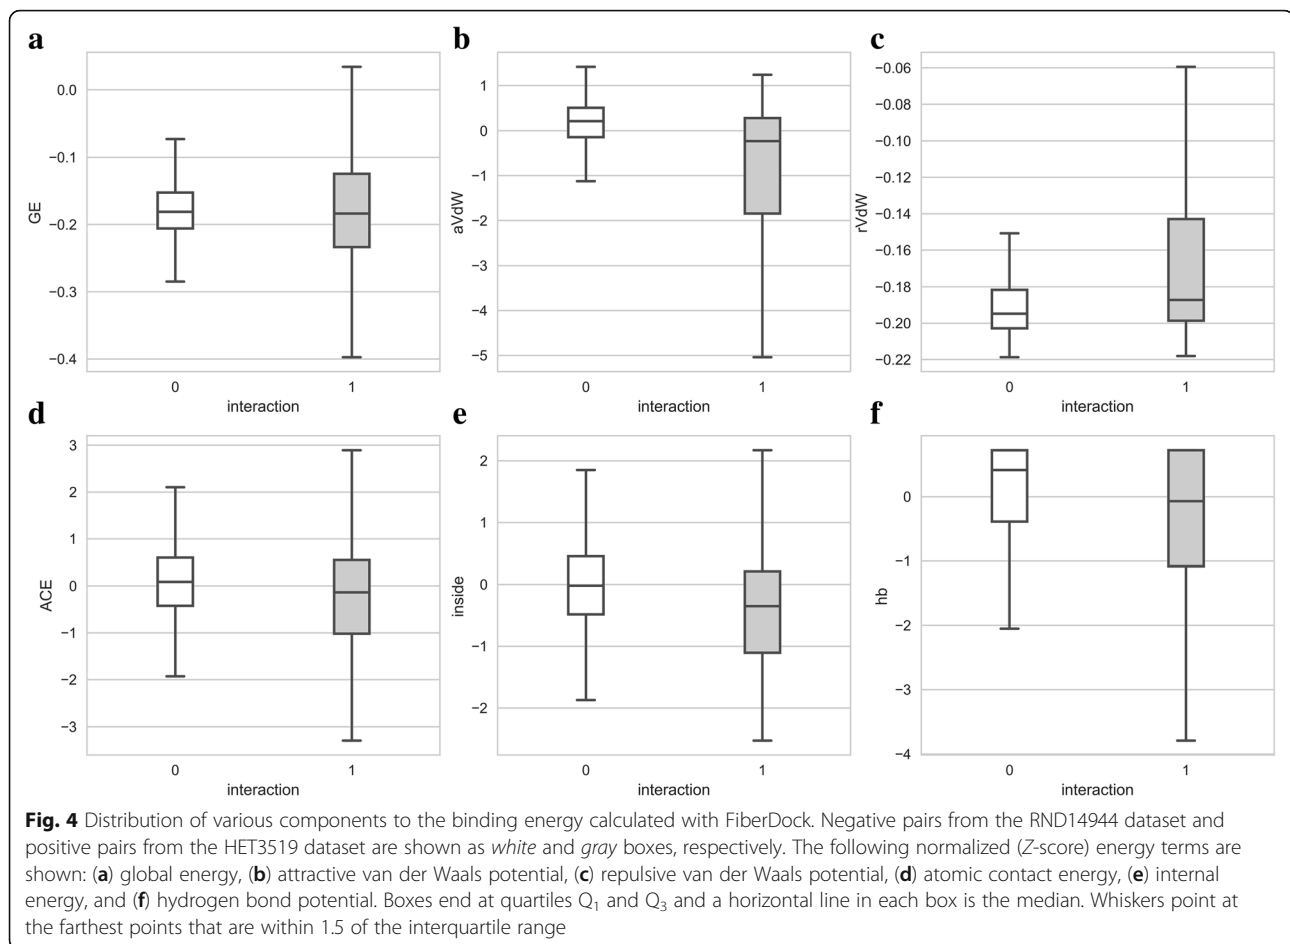 a
GE
0.0
−0.1
−0.2
−0.3
−0.4
0
1
interaction
b
aVdW
1
0
−1
−2
−3
−4
−5
0
1
interaction
c
rVdW
−0.06
−0.08
−0.10
−0.12
−0.14
−0.16
−0.18
−0.20
−0.22
0
1
interaction
d
ACE
3
2
1
0
−1
−2
−3
0
1
interaction
e
inside
2
1
0
−1
−2
0
1
interaction
f
hb
0
−1
−2
−3
−4
0
1
interaction
Fig. 4 Distribution of various components to the binding energy calculated with FiberDock. Negative pairs from the RND14944 dataset and
positive pairs from the HET3519 dataset are shown as white and gray boxes, respectively. The following normalized (Z-score) energy terms are
shown: (a) global energy, (b) attractive van der Waals potential, (c) repulsive van der Waals potential, (d) atomic contact energy, (e) internal
energy, and (f) hydrogen bond potential. Boxes end at quartiles Q1 and Q3 and a horizontal line in each box is the median. Whiskers point at
the farthest points that are within 1.5 of the interquartile range